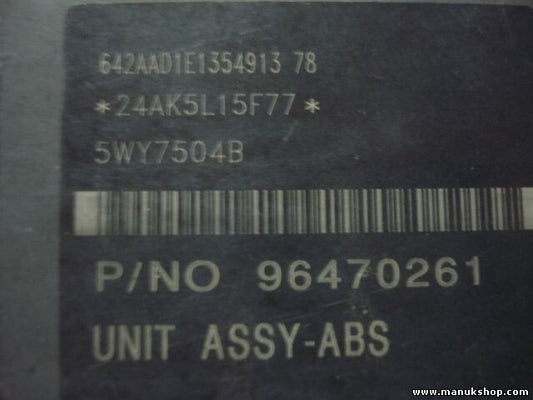 642AAD1E1354913 78
*24AK5L15F77*
5WY7504B
P/NO 96470261
UNIT ASSY-ABS
www.manukshop.com